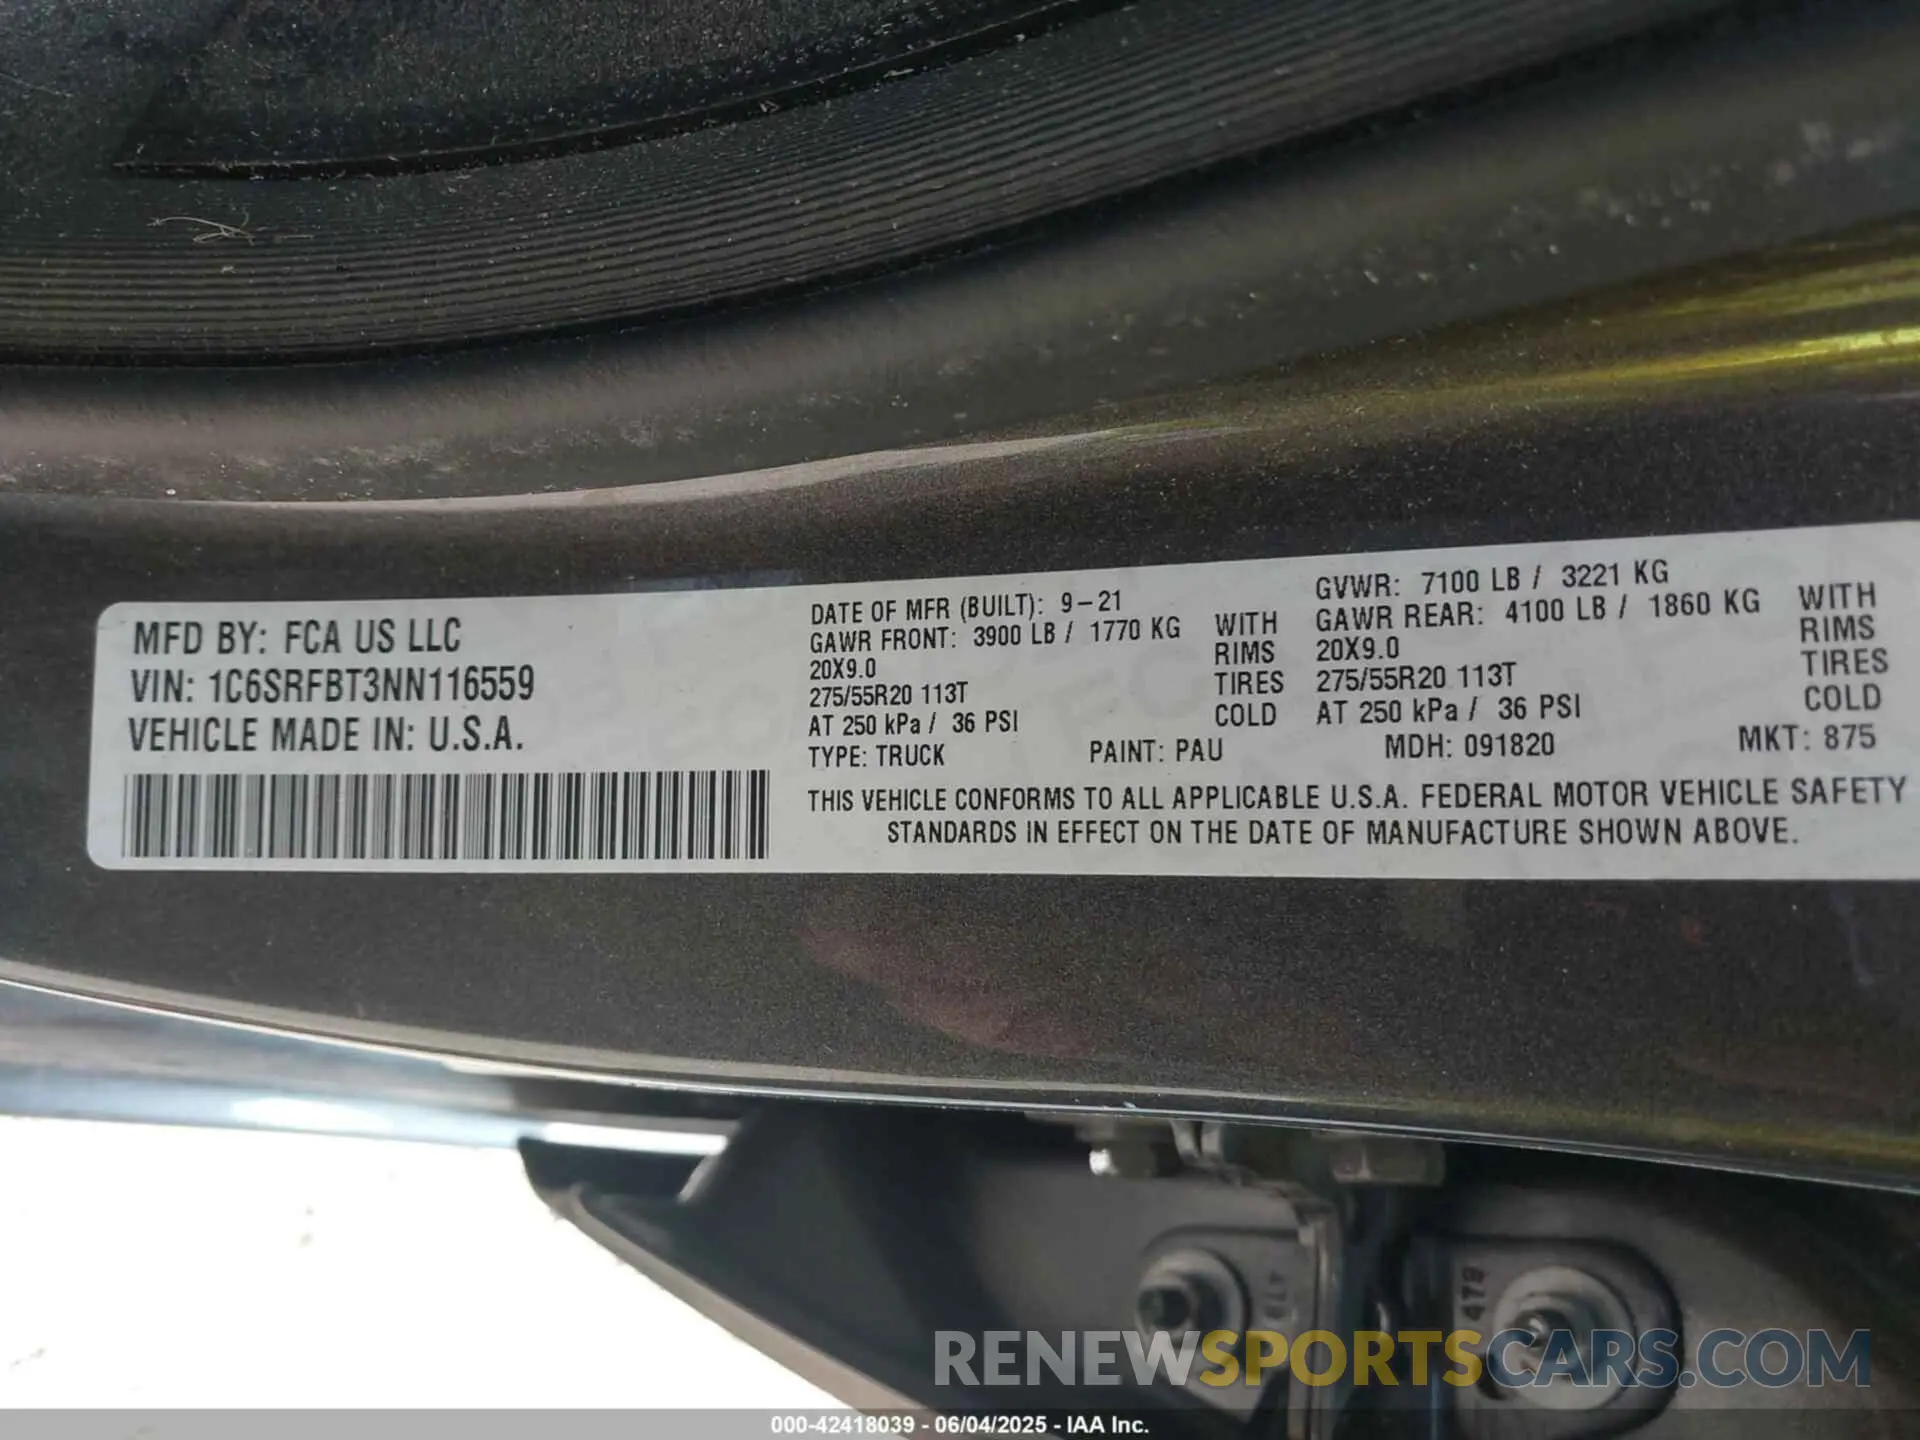 MFD BY: FCA US LLC
VIN: 1C6SRFBT3NN116559
VEHICLE MADE IN: U.S.A.
DATE OF MFR (BUILT): 9-21
GAWR FRONT: 3900 LB / 1770 KG WITH
20X9.0 RIMS
275/55R20 113T TIRES
AT 250 kPa / 36 PSI COLD
GVWR: 7100 LB / 3221 KG
GAWR REAR: 4100 LB / 1860 KG WITH
20X9.0 RIMS
275/55R20 113T TIRES
AT 250 kPa / 36 PSI COLD
TYPE: TRUCK PAINT: PAU MDH: 091820 MKT: 875
THIS VEHICLE CONFORMS TO ALL APPLICABLE U.S.A. FEDERAL MOTOR VEHICLE SAFETY
STANDARDS IN EFFECT ON THE DATE OF MANUFACTURE SHOWN ABOVE.
479
RENEWSPORTSCARS.COM
000-42418039 - 06/04/2025 - IAA Inc.